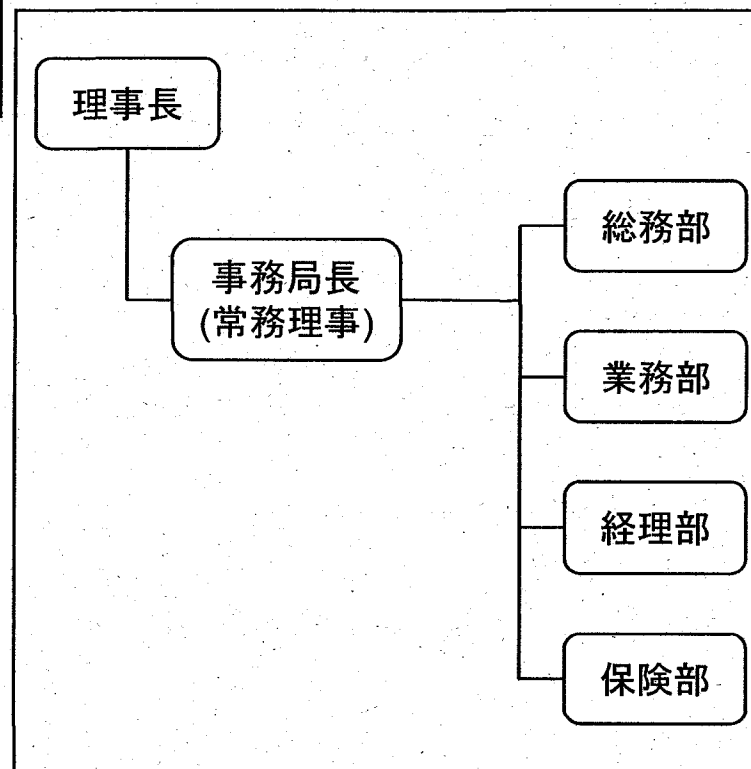 理事長
事務局長
(常務理事)
総務部
業務部
経理部
保険部